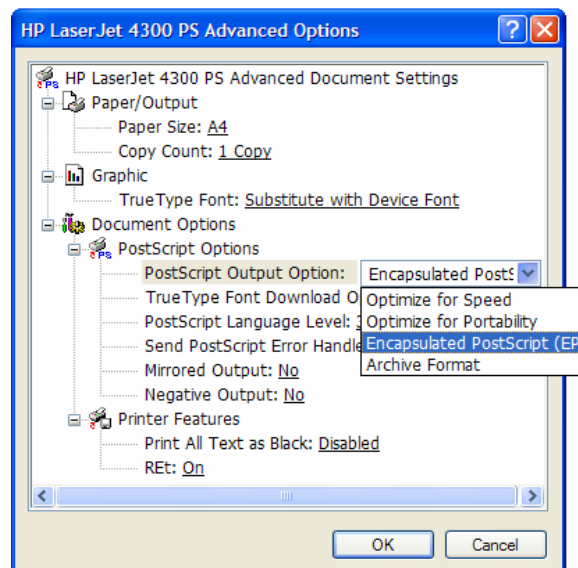 HP LaserJet 4300 PS Advanced Options
HP LaserJet 4300 PS Advanced Document Settings
Paper/Output
Paper Size: A4
Copy Count: 1 Copy
Graphic
TrueType Font: Substitute with Device Font
Document Options
PostScript Options
PostScript Output Option: Encapsulated PostS
TrueType Font Download O
Optimize for Speed
PostScript Language Level:
Optimize for Portability
Send PostScript Error Handle
Encapsulated PostScript (EP
Archive Format
Mirrored Output: No
Negative Output: No
Printer Features
Print All Text as Black: Disabled
REt: On
OK Cancel